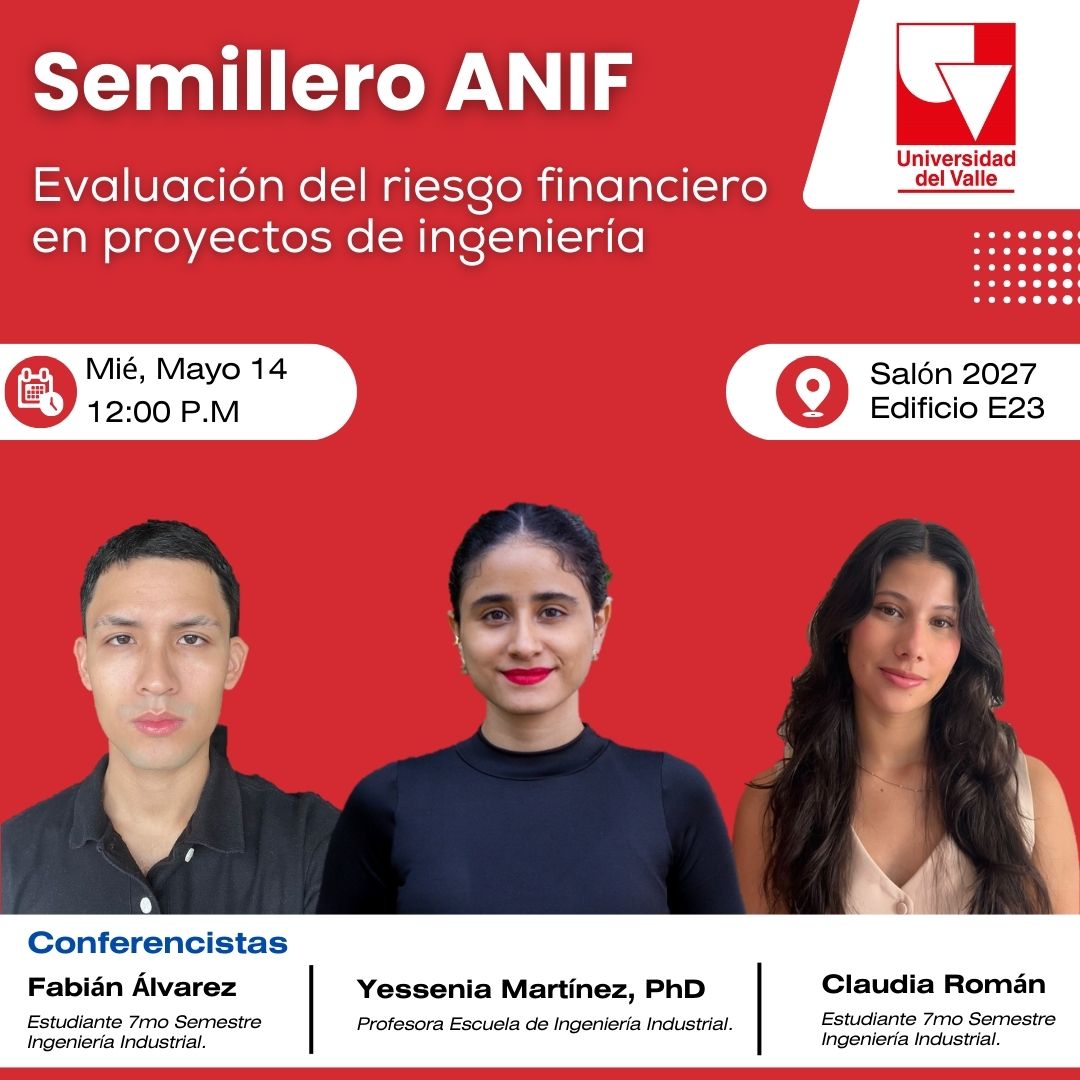 Semillero ANIF
Universidad
del Valle
Evaluación del riesgo financiero
en proyectos de ingeniería
Mié, Mayo 14
12:00 P.M
Salón 2027
Edificio E23
Conferencistas
Fabián Álvarez
Estudiante 7mo Semestre
Ingeniería Industrial.
Yessenia Martínez, PhD
Profesora Escuela de Ingeniería Industrial.
Claudia Román
Estudiante 7mo Semestre
Ingeniería Industrial.